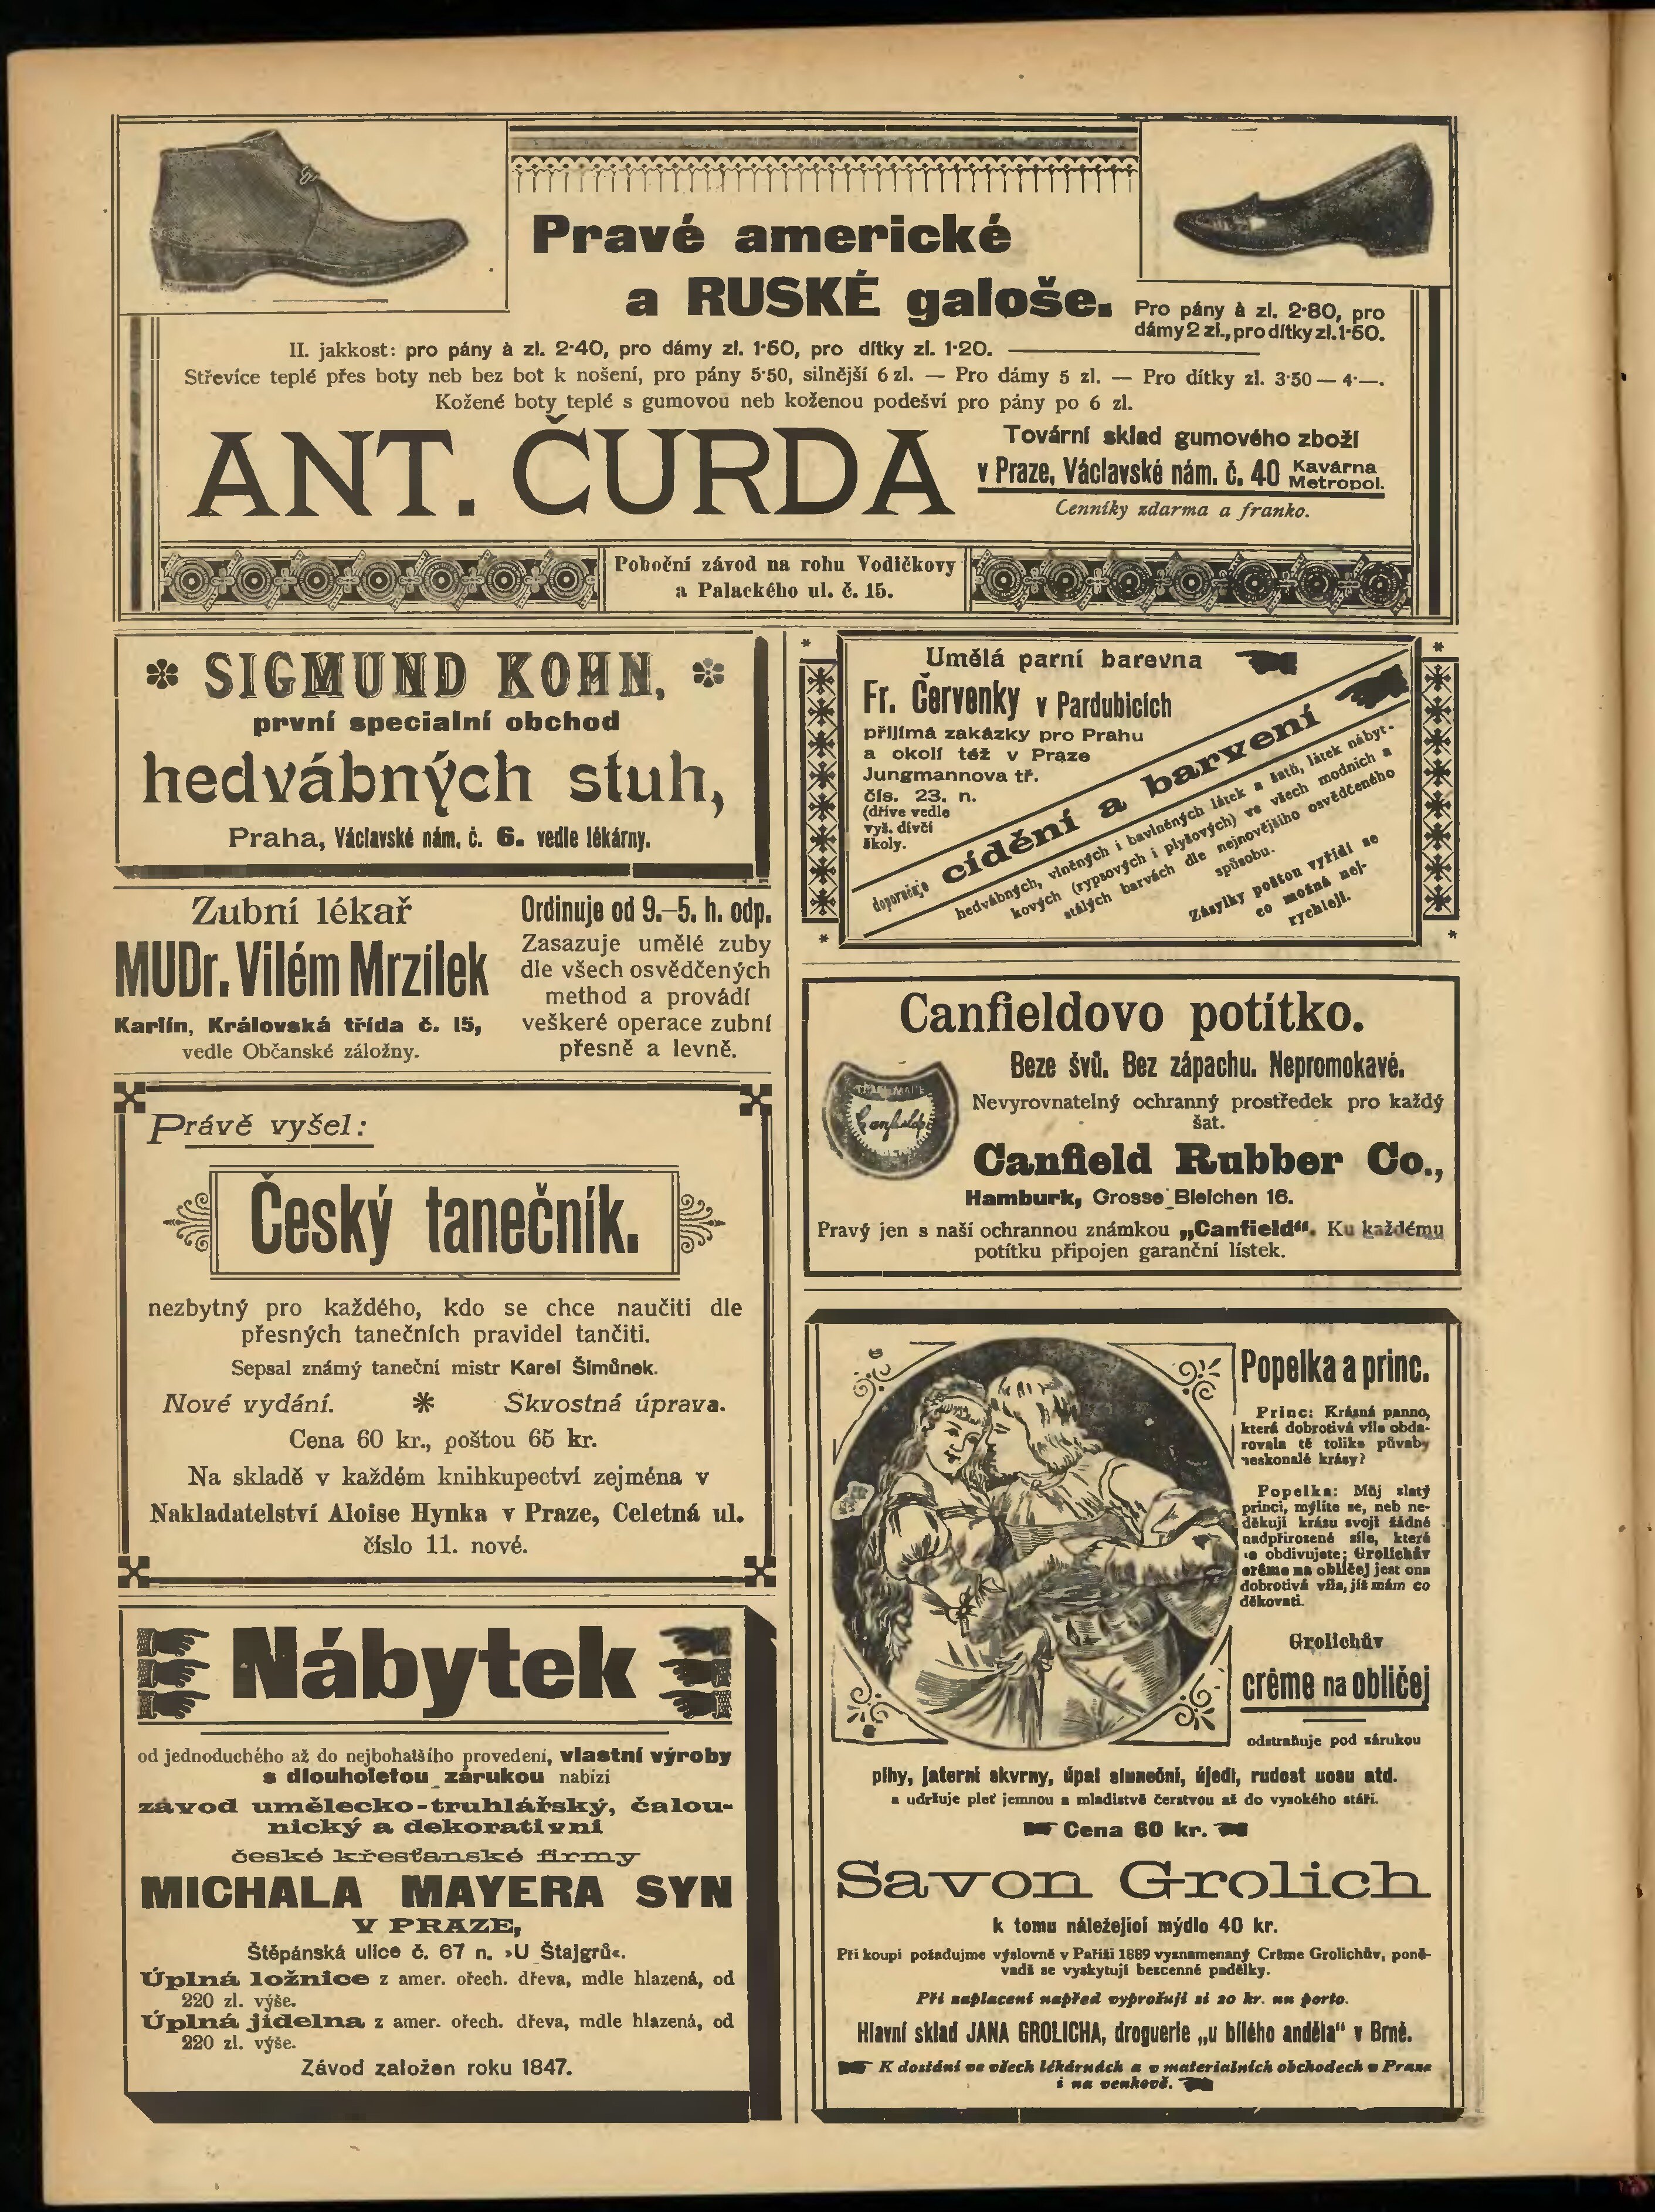 Pravé americké
a RUSKÉ galoše.
Pro pány à zl. 2·80, pro
dámy 2 zl., pro dítky zl. 1·50.
II. jakkost: pro pány à zl. 2·40, pro dámy zl. 1·50, pro dítky zl. 1·20.
Střevíce teplé přes boty neb bez bot k nošení, pro pány 5·50, silnější 6 zl. — Pro dámy 5 zl. — Pro dítky zl. 3·50 — 4·—.
Kožené boty teplé s gumovou neb koženou podešví pro pány po 6 zl.
ANT. ČURDA
Tovární sklad gumového zboží
v Praze, Václavské nám. č. 40 Kavárna Metropol.
Cenníky zdarma a franko.
Poboční závod na rohu Vodičkovy
a Palackého ul. č. 15.
SIGMUND KOHN,
první specialní obchod
hedvábných stuh,
Praha, Václavské nám. č. 6. vedle lékárny.
Zubní lékař
MUDr. Vilém Mrzílek
Karlín, Královská třída č. 15,
vedle Občanské záložny.
Ordinuje od 9.–5. h. odp.
Zasazuje umělé zuby
dle všech osvědčených
method a provádí
veškeré operace zubní
přesně a levně.
Právě vyšel:
Český tanečník.
nezbytný pro každého, kdo se chce naučiti dle
přesných tanečních pravidel tančiti.
Sepsal známý taneční mistr Karel Šimůnek.
Nové vydání. * Skvostná úprava.
Cena 60 kr., poštou 65 kr.
Na skladě v každém knihkupectví zejména v
Nakladatelství Aloise Hynka v Praze, Celetná ul.
číslo 11. nové.
Nábytek
od jednoduchého až do nejbohatšího provedení, vlastní výroby
s dlouholetou zárukou nabízí
závod umělecko-truhlářský, čalou-
nický a dekorativní
české křesťanské firmy
MICHALA MAYERA SYN
V PRAZE,
Štěpánská ulice č. 67 n. »U Štajgrů«.
Úplná ložnice z amer. ořech. dřeva, mdle hlazená, od
220 zl. výše.
Úplná jídelna z amer. ořech. dřeva, mdle hlazená, od
220 zl. výše.
Závod založen roku 1847.
Umělá parní barevna
Fr. Červenky v Pardubicích
přijímá zakázky pro Prahu
a okolí též v Praze
Jungmannova tř.
čís. 23. n.
(dříve vedle
vyš. dívčí
školy.
doporučuje cídění a barvení
hedvábných, vlněných i bavlněných látek a šatů, látek nábyt-
kových (rypsových i plyšových) ve všech modních a
stálých barvách dle nejnovějšího osvědčeného
způsobu.
Zásylky poštou vyřídí se
co možná nej-
rychleji.
Canfieldovo potítko.
Beze švů. Bez zápachu. Nepromokavé.
TRADE MARK
Canfield
Nevyrovnatelný ochranný prostředek pro každý
šat.
Canfield Rubber Co.,
Hamburk, Grosse Bleichen 16.
Pravý jen s naší ochrannou známkou „Canfield“. Ku každému
potítku připojen garanční lístek.
Popelka a princ.
Princ: Krásná panno,
která dobrotivá víla obda-
rovala tě tolika půvaby
neskonalé krásy?
Popelka: Můj zlatý
princi, mýlíte se, neb ne-
děkuji krásu svoji žádné
nadpřirozené síle, které
se obdivujete; Grolichův
crême na obličej jest ona
dobrotivá víla, jíž mám co
děkovati.
Grolichův
crême na obličej
odstraňuje pod zárukou
pihy, jaterní skvrny, úpal sluneční, újedi, rudost nosu atd.
a udržuje pleť jemnou a mladistvě čerstvou až do vysokého stáří.
Cena 60 kr.
Savon Grolich
k tomu náležející mýdlo 40 kr.
Při koupi požadujme výslovně v Paříži 1889 vyznamenaný Crême Grolichův, poně-
vadž se vyskytují bezcenné padělky.
Při zaplacení napřed vyprošuji si 20 kr. na porto.
Hlavní sklad JANA GROLICHA, droguerie „u bílého anděla“ v Brně.
K dostání ve všech lékárnách a v materialních obchodech v Praze
i na venkově.